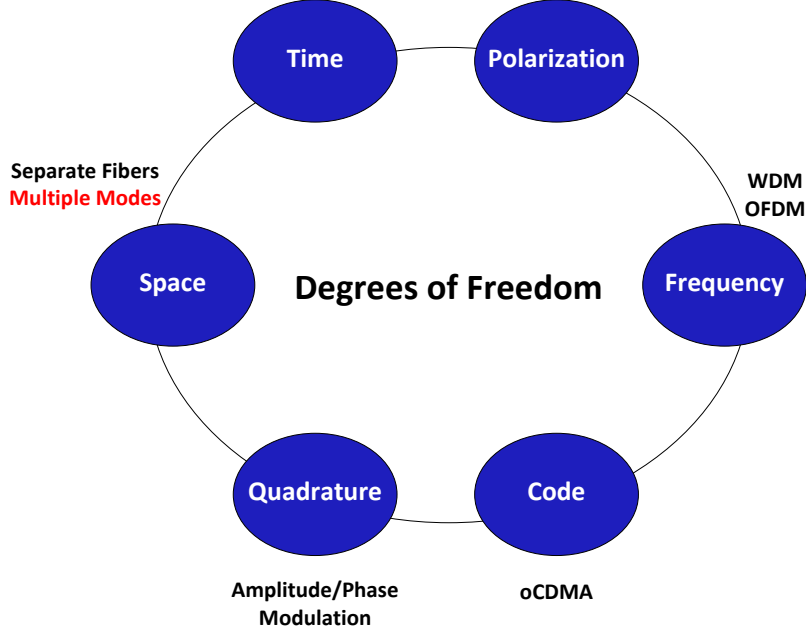 Time
Polarization
Separate Fibers
Multiple Modes
WDM
OFDM
Space
Degrees of Freedom
Frequency
Quadrature
Code
Amplitude/Phase
Modulation
oCDMA